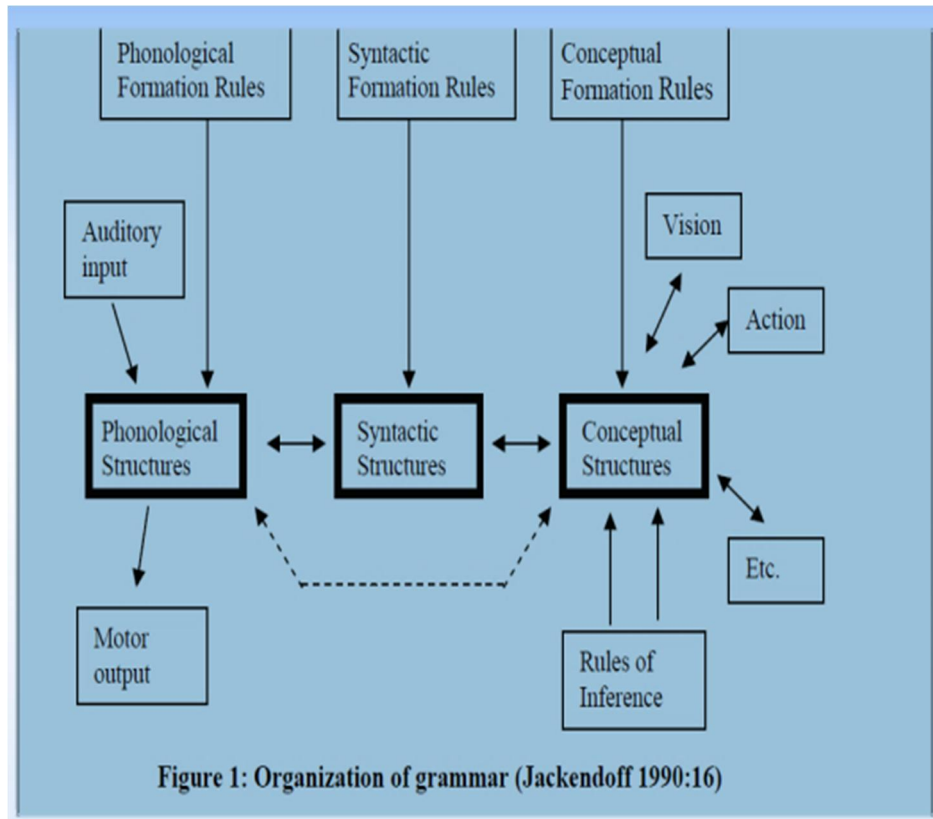 Phonological
Formation Rules
Syntactic
Formation Rules
Conceptual
Formation Rules
Auditory
input
Vision
Action
Phonological
Structures
Syntactic
Structures
Conceptual
Structures
Etc.
Motor
output
Rules of
Inference
Figure 1: Organization of grammar (Jackendoff 1990:16)